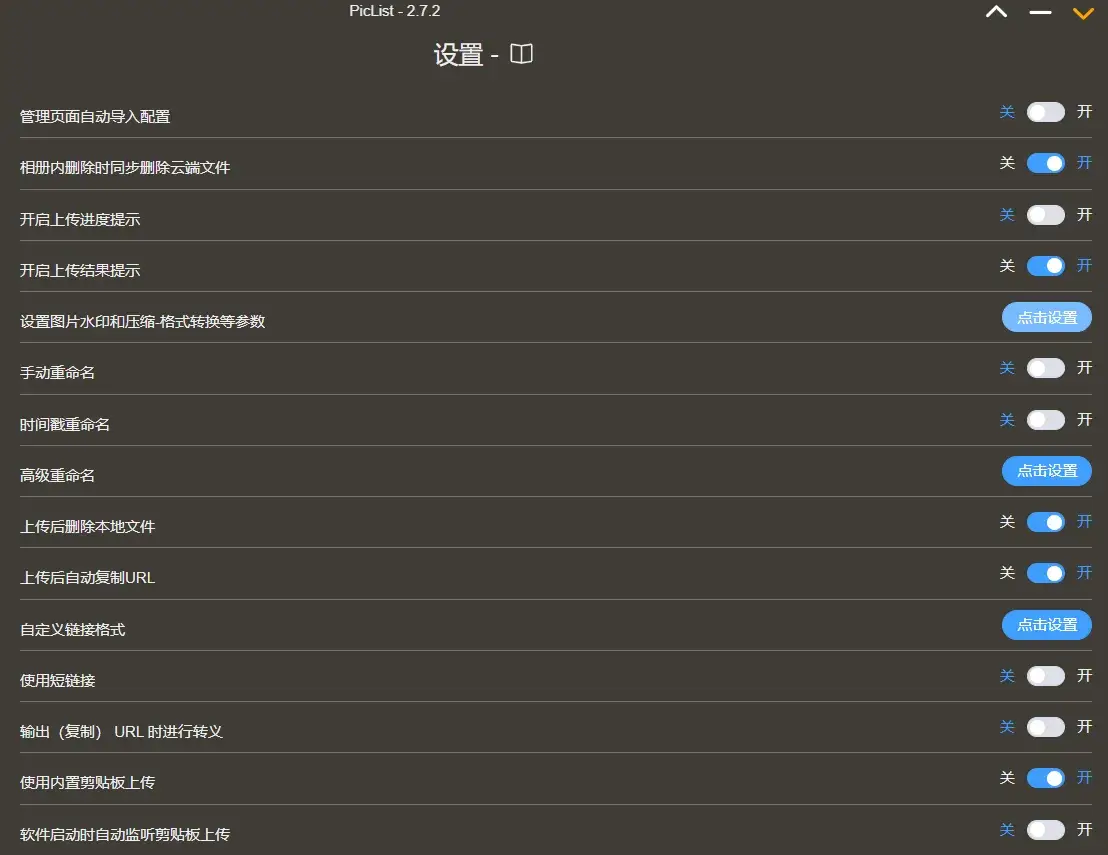 PicList - 2.7.2
设置 -
管理页面自动导入配置 关 开
相册内删除时同步删除云端文件 关 开
开启上传进度提示 关 开
开启上传结果提示 关 开
设置图片水印和压缩-格式转换等参数 点击设置
手动重命名 关 开
时间戳重命名 关 开
高级重命名 点击设置
上传后删除本地文件 关 开
上传后自动复制URL 关 开
自定义链接格式 点击设置
使用短链接 关 开
输出（复制） URL 时进行转义 关 开
使用内置剪贴板上传 关 开
软件启动时自动监听剪贴板上传 关 开